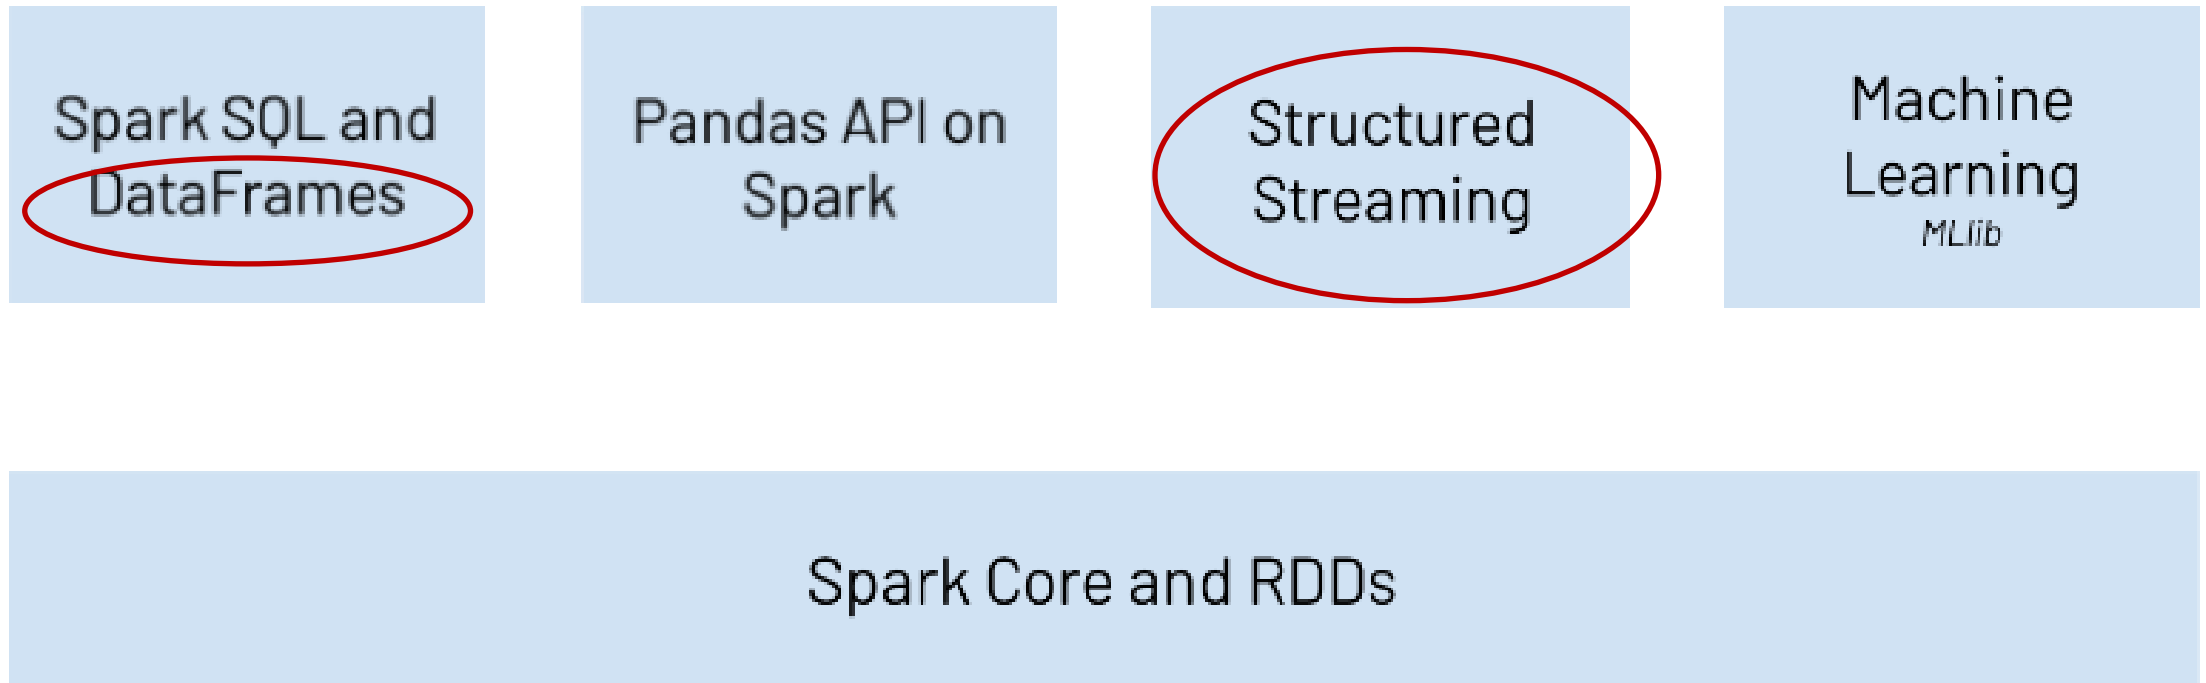 Spark SQL and
DataFrames
Pandas API on
Spark
Structured
Streaming
Machine
Learning
MLlib
Spark Core and RDDs